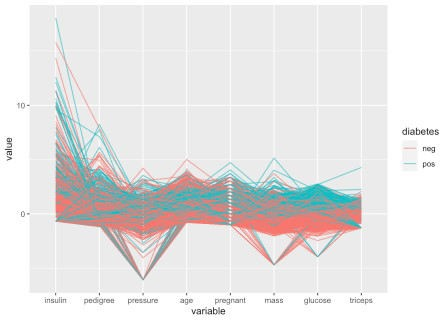 10
0
value
insulin pedigree pressure age pregnant mass glucose triceps
variable
diabetes
neg
pos